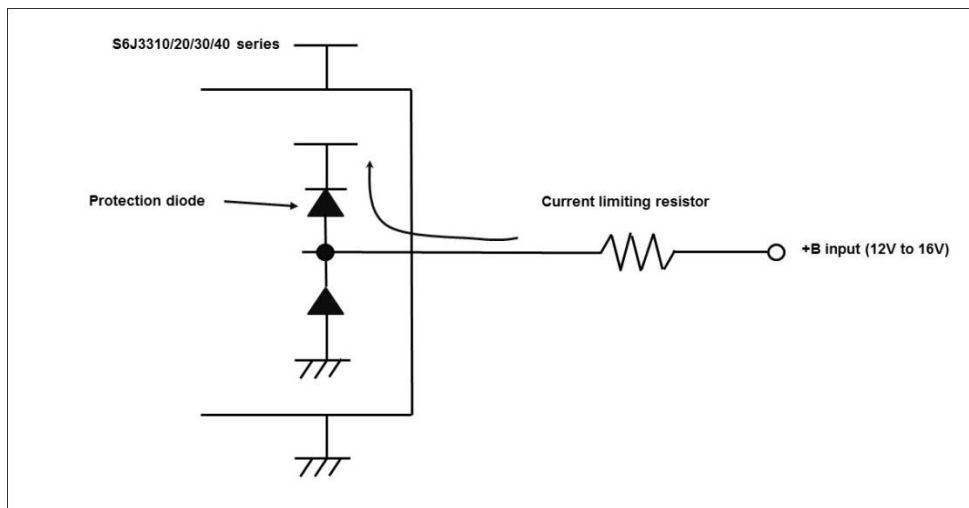 S6J3310/20/30/40 series
Protection diode
Current limiting resistor
+B input (12V to 16V)